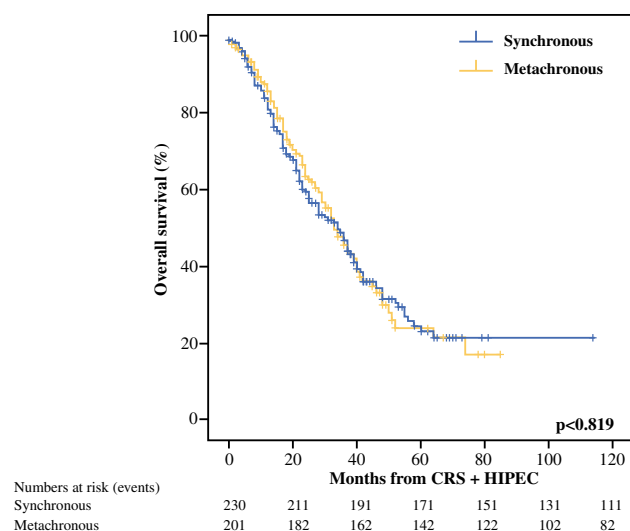 100
80
60
40
20
0
Overall survival (%)
Synchronous
Metachronous
p<0.819
0 20 40 60 80 100 120
Months from CRS + HIPEC
Numbers at risk (events)
Synchronous 230 211 191 171 151 131 111
Metachronous 201 182 162 142 122 102 82